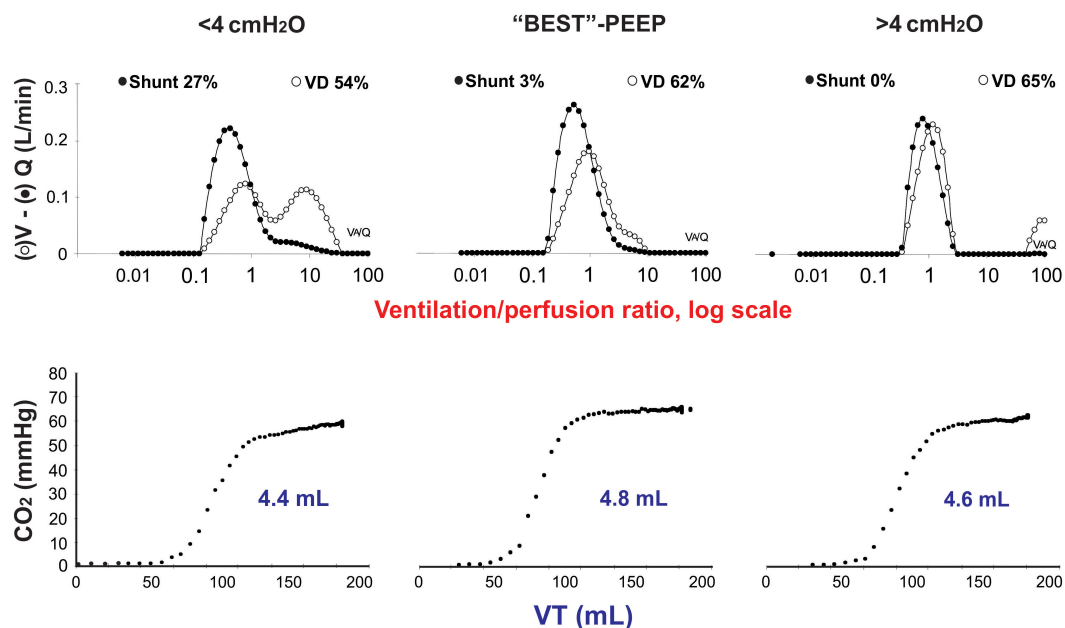 <4 cmH2O
“BEST”-PEEP
>4 cmH2O
Shunt 27%
VD 54%
Shunt 3%
VD 62%
Shunt 0%
VD 65%
(○)V - (●) Q (L/min)
0.3
0.2
0.1
0
VA/Q
VA/Q
VA/Q
0.01 0.1 1 10 100
0.01 0.1 1 10 100
0.01 0.1 1 10 100
Ventilation/perfusion ratio, log scale
CO2 (mmHg)
80
70
60
50
40
30
20
10
0
4.4 mL
4.8 mL
4.6 mL
0 50 100 150 200
0 50 100 150 200
0 50 100 150 200
VT (mL)